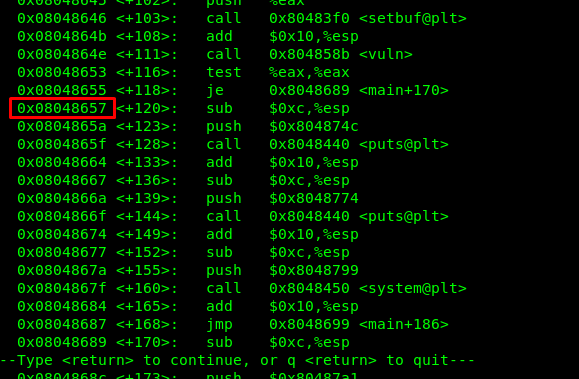 0x08048645 <+102>: push %eax
0x08048646 <+103>: call 0x80483f0 <setbuf@plt>
0x0804864b <+108>: add $0x10,%esp
0x0804864e <+111>: call 0x804858b <vuln>
0x08048653 <+116>: test %eax,%eax
0x08048655 <+118>: je 0x8048689 <main+170>
0x08048657 <+120>: sub $0xc,%esp
0x0804865a <+123>: push $0x804874c
0x0804865f <+128>: call 0x8048440 <puts@plt>
0x08048664 <+133>: add $0x10,%esp
0x08048667 <+136>: sub $0xc,%esp
0x0804866a <+139>: push $0x8048774
0x0804866f <+144>: call 0x8048440 <puts@plt>
0x08048674 <+149>: add $0x10,%esp
0x08048677 <+152>: sub $0xc,%esp
0x0804867a <+155>: push $0x8048799
0x0804867f <+160>: call 0x8048450 <system@plt>
0x08048684 <+165>: add $0x10,%esp
0x08048687 <+168>: jmp 0x8048699 <main+186>
0x08048689 <+170>: sub $0xc,%esp
--Type <return> to continue, or q <return> to quit---
0x0804868c <+173>: push $0x80487a1